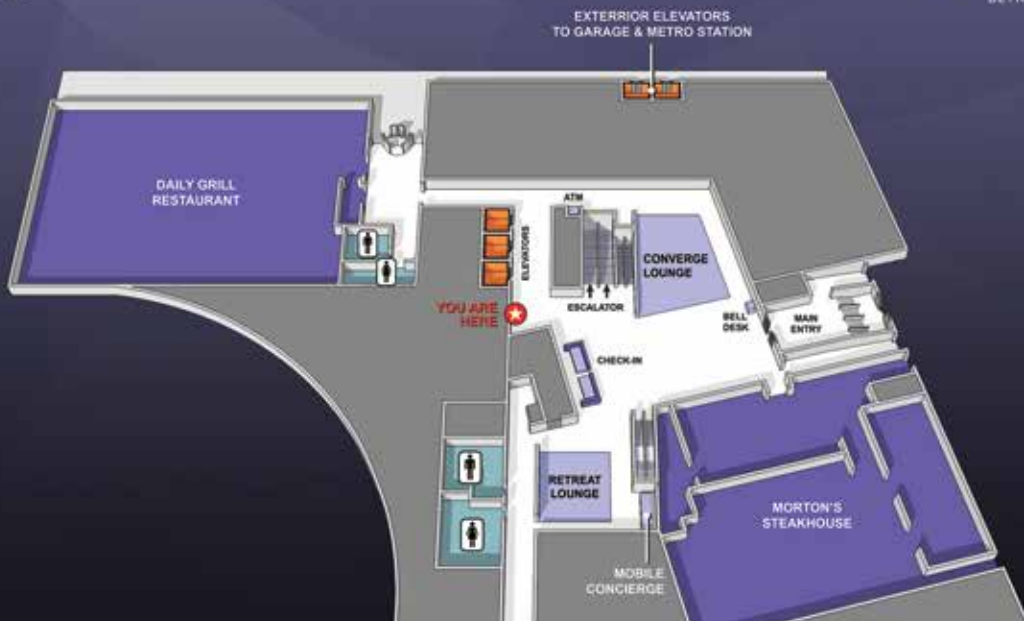 EXTERRIOR ELEVATORS
TO GARAGE & METRO STATION
DAILY GRILL
RESTAURANT
ATM
ELEVATORS
CONVERGE
LOUNGE
ESCALATOR
YOU ARE
HERE
BELL
DESK
MAIN
ENTRY
CHECK-IN
RETREAT
LOUNGE
MORTON'S
STEAKHOUSE
MOBILE
CONCIERGE